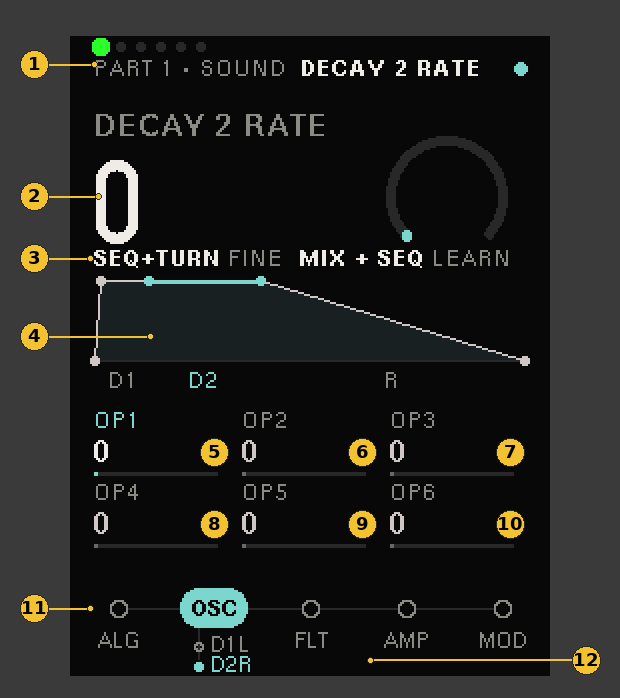 1 PART 1 · SOUND DECAY 2 RATE
DECAY 2 RATE
2 0
3 SEQ+TURN FINE MIX + SEQ LEARN
4
D1 D2 R
OP1 OP2 OP3
0 5 0 6 0 7
OP4 OP5 OP6
0 8 0 9 0 10
11 OSC
ALG FLT AMP MOD
D1L
D2R 12